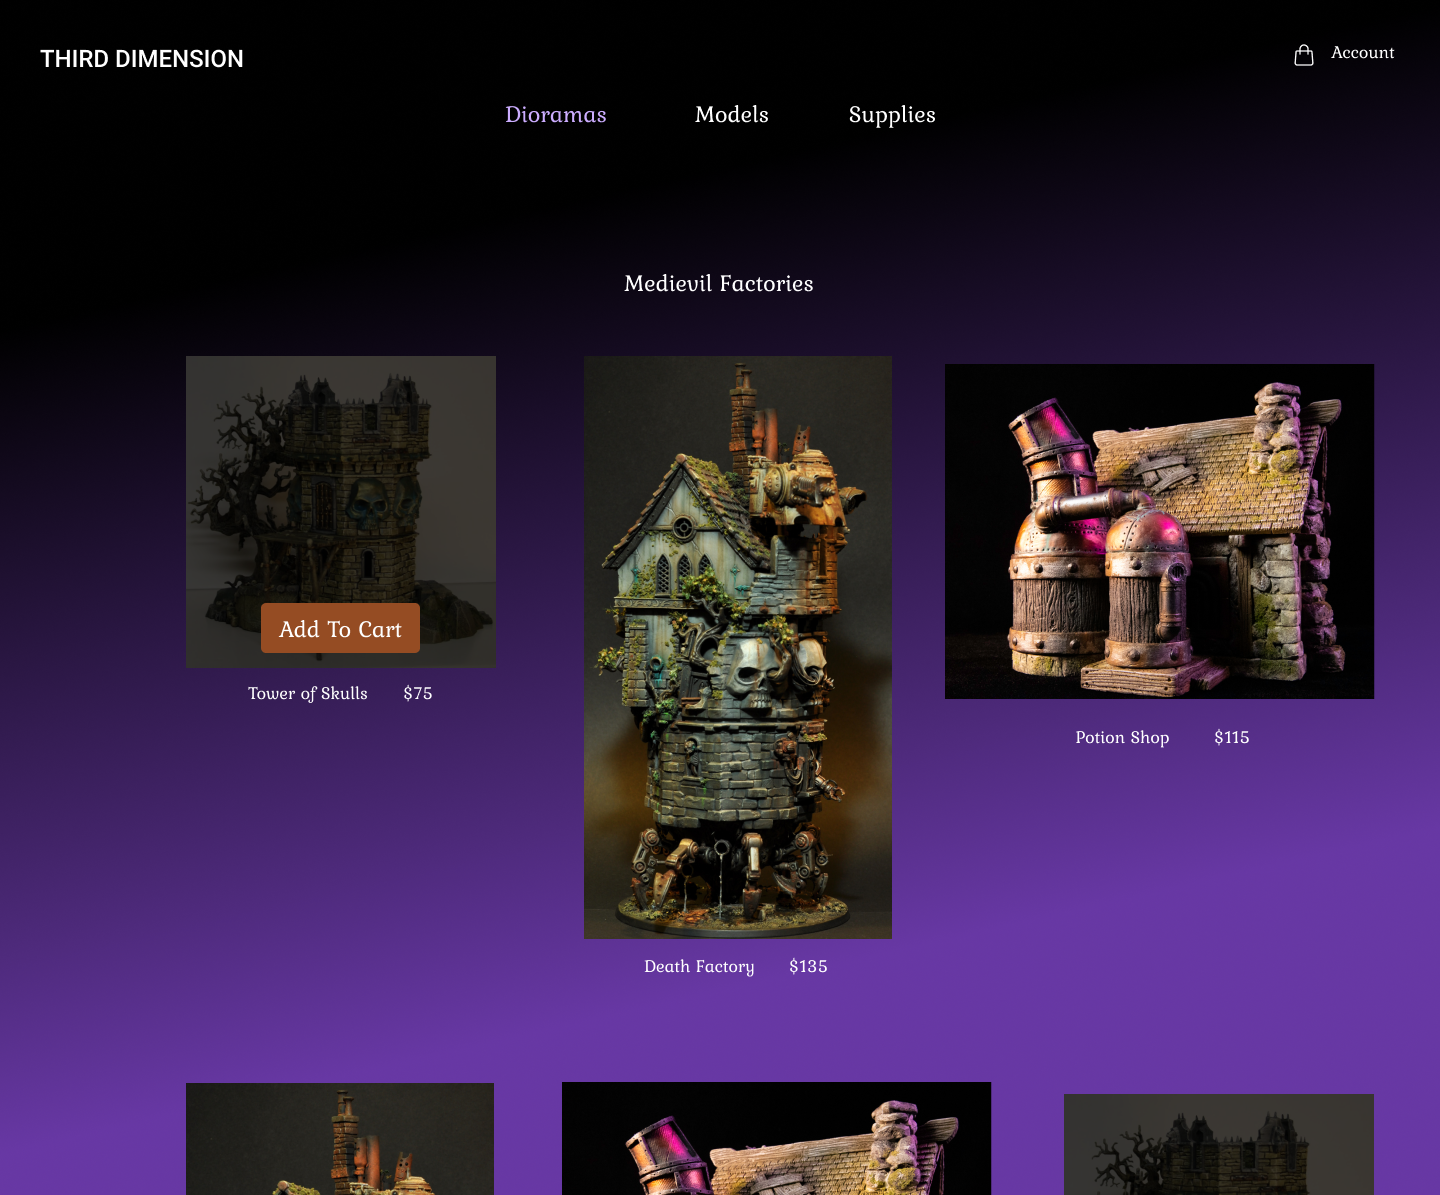 THIRD DIMENSION
Account
Dioramas Models Supplies
Medievil Factories
Add To Cart
Tower of Skulls $75
Potion Shop $115
Death Factory $135